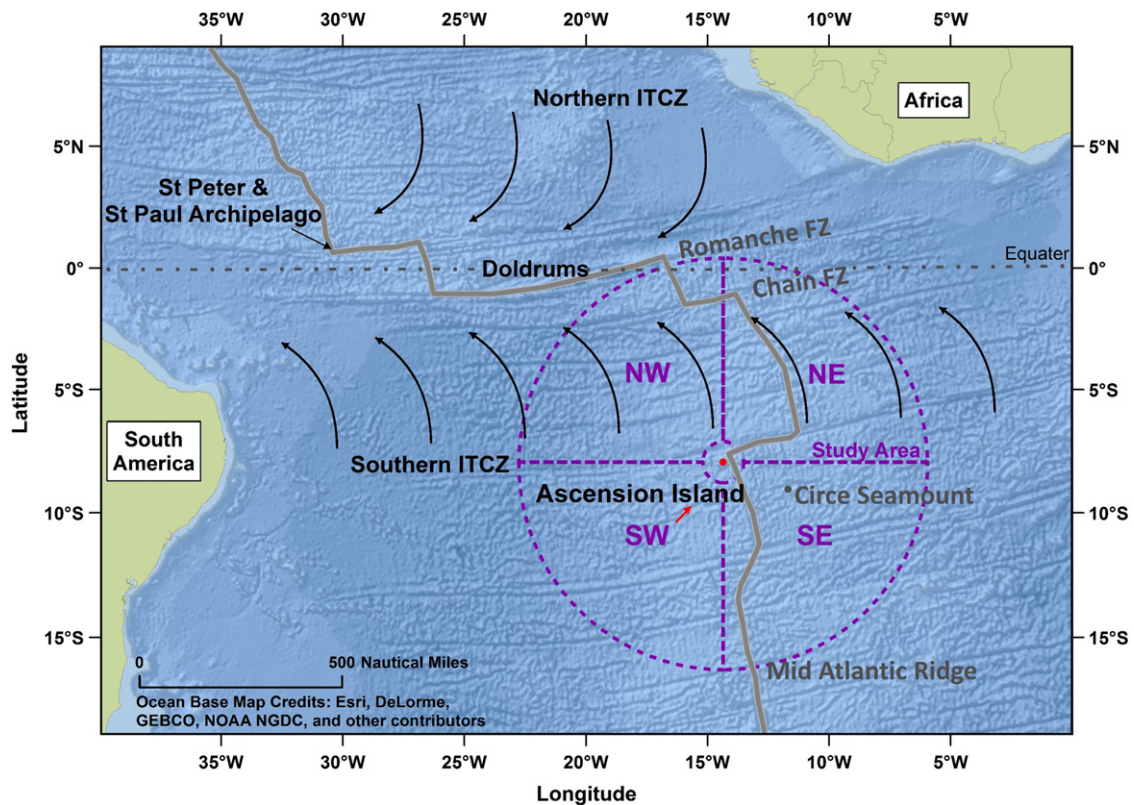 35°W 30°W 25°W 20°W 15°W 10°W 5°W
Northern ITCZ
Africa
5°N
5°N
St Peter &
St Paul Archipelago
Romanche FZ
Equater
0°
Doldrums
0°
Chain FZ
Latitude
5°S
NW
NE
5°S
Latitude
South
America
Southern ITCZ
Study Area
Ascension Island
Circe Seamount
10°S
10°S
SW
SE
15°S
15°S
0
500 Nautical Miles
Mid Atlantic Ridge
Ocean Base Map Credits: Esri, DeLorme,
GEBCO, NOAA NGDC, and other contributors
35°W 30°W 25°W 20°W 15°W 10°W 5°W
Longitude